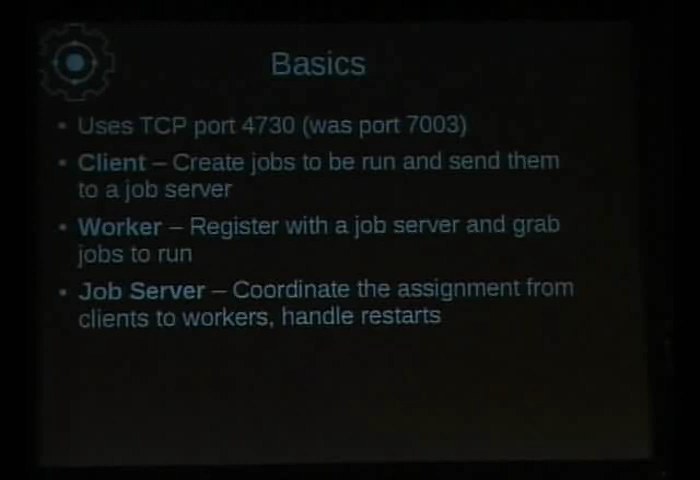 Basics
• Uses TCP port 4730 (was port 7003)
• Client – Create jobs to be run and send them
to a job server
• Worker – Register with a job server and grab
jobs to run
• Job Server – Coordinate the assignment from
clients to workers, handle restarts